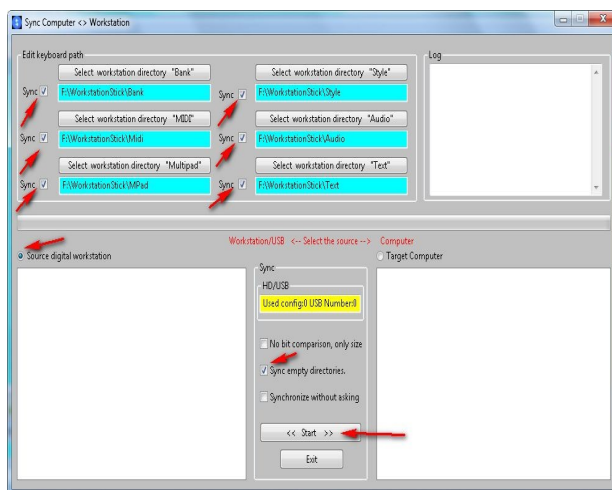 Sync Computer <> Workstation
Edit keyboard path
Log
Select workstation directory "Bank"
Select workstation directory "Style"
Sync
F:\WorkstationStick\Bank
Sync
F:\WorkstationStick\Style
Select workstation directory "MIDI"
Select workstation directory "Audio"
Sync
F:\WorkstationStick\Midi
Sync
F:\WorkstationStick\Audio
Select workstation directory "Multipad"
Select workstation directory "Text"
Sync
F:\WorkstationStick\MPad
Sync
F:\WorkstationStick\Text
Workstation/USB <-- Select the source --> Computer
Source digital workstation
Target Computer
Sync
HD/USB
Used config:0 USB Number:0
No bit comparison, only size
Sync empty directories.
Synchronize without asking
<< Start >>
Exit